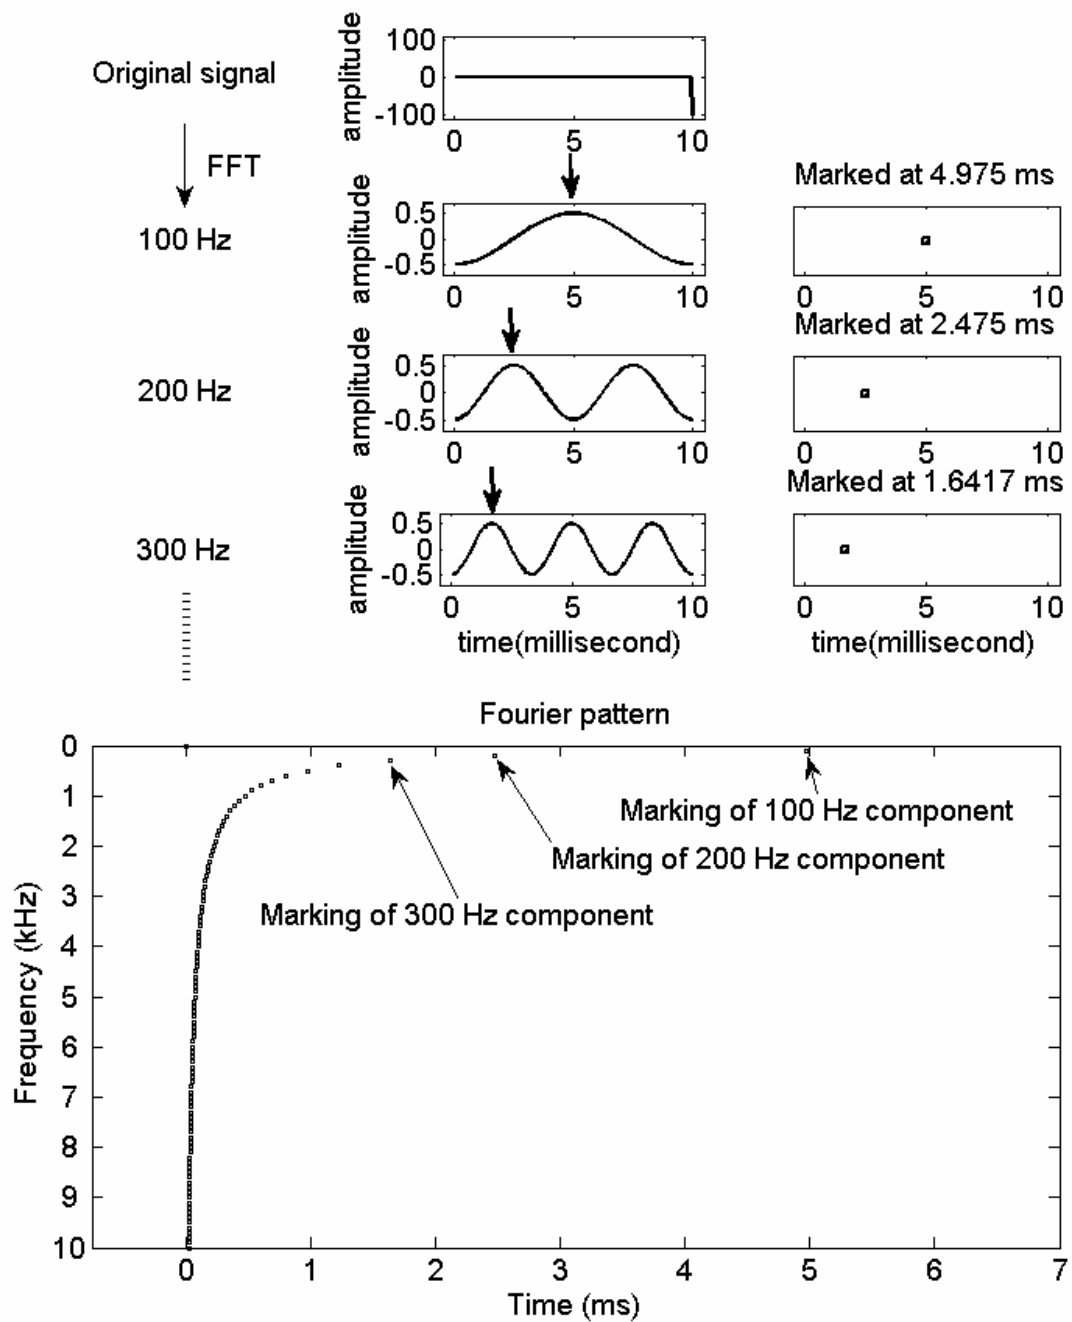 Original signal
FFT
amplitude
100
0
-100
0 5 10
100 Hz
amplitude
0.5
0
-0.5
0 5 10
Marked at 4.975 ms
0 5 10
200 Hz
amplitude
0.5
0
-0.5
0 5 10
Marked at 2.475 ms
0 5 10
300 Hz
amplitude
0.5
0
-0.5
0 5 10
time(millisecond)
Marked at 1.6417 ms
0 5 10
time(millisecond)
Fourier pattern
Frequency (kHz)
0
1
2
3
4
5
6
7
8
9
10
Marking of 100 Hz component
Marking of 200 Hz component
Marking of 300 Hz component
0 1 2 3 4 5 6 7
Time (ms)